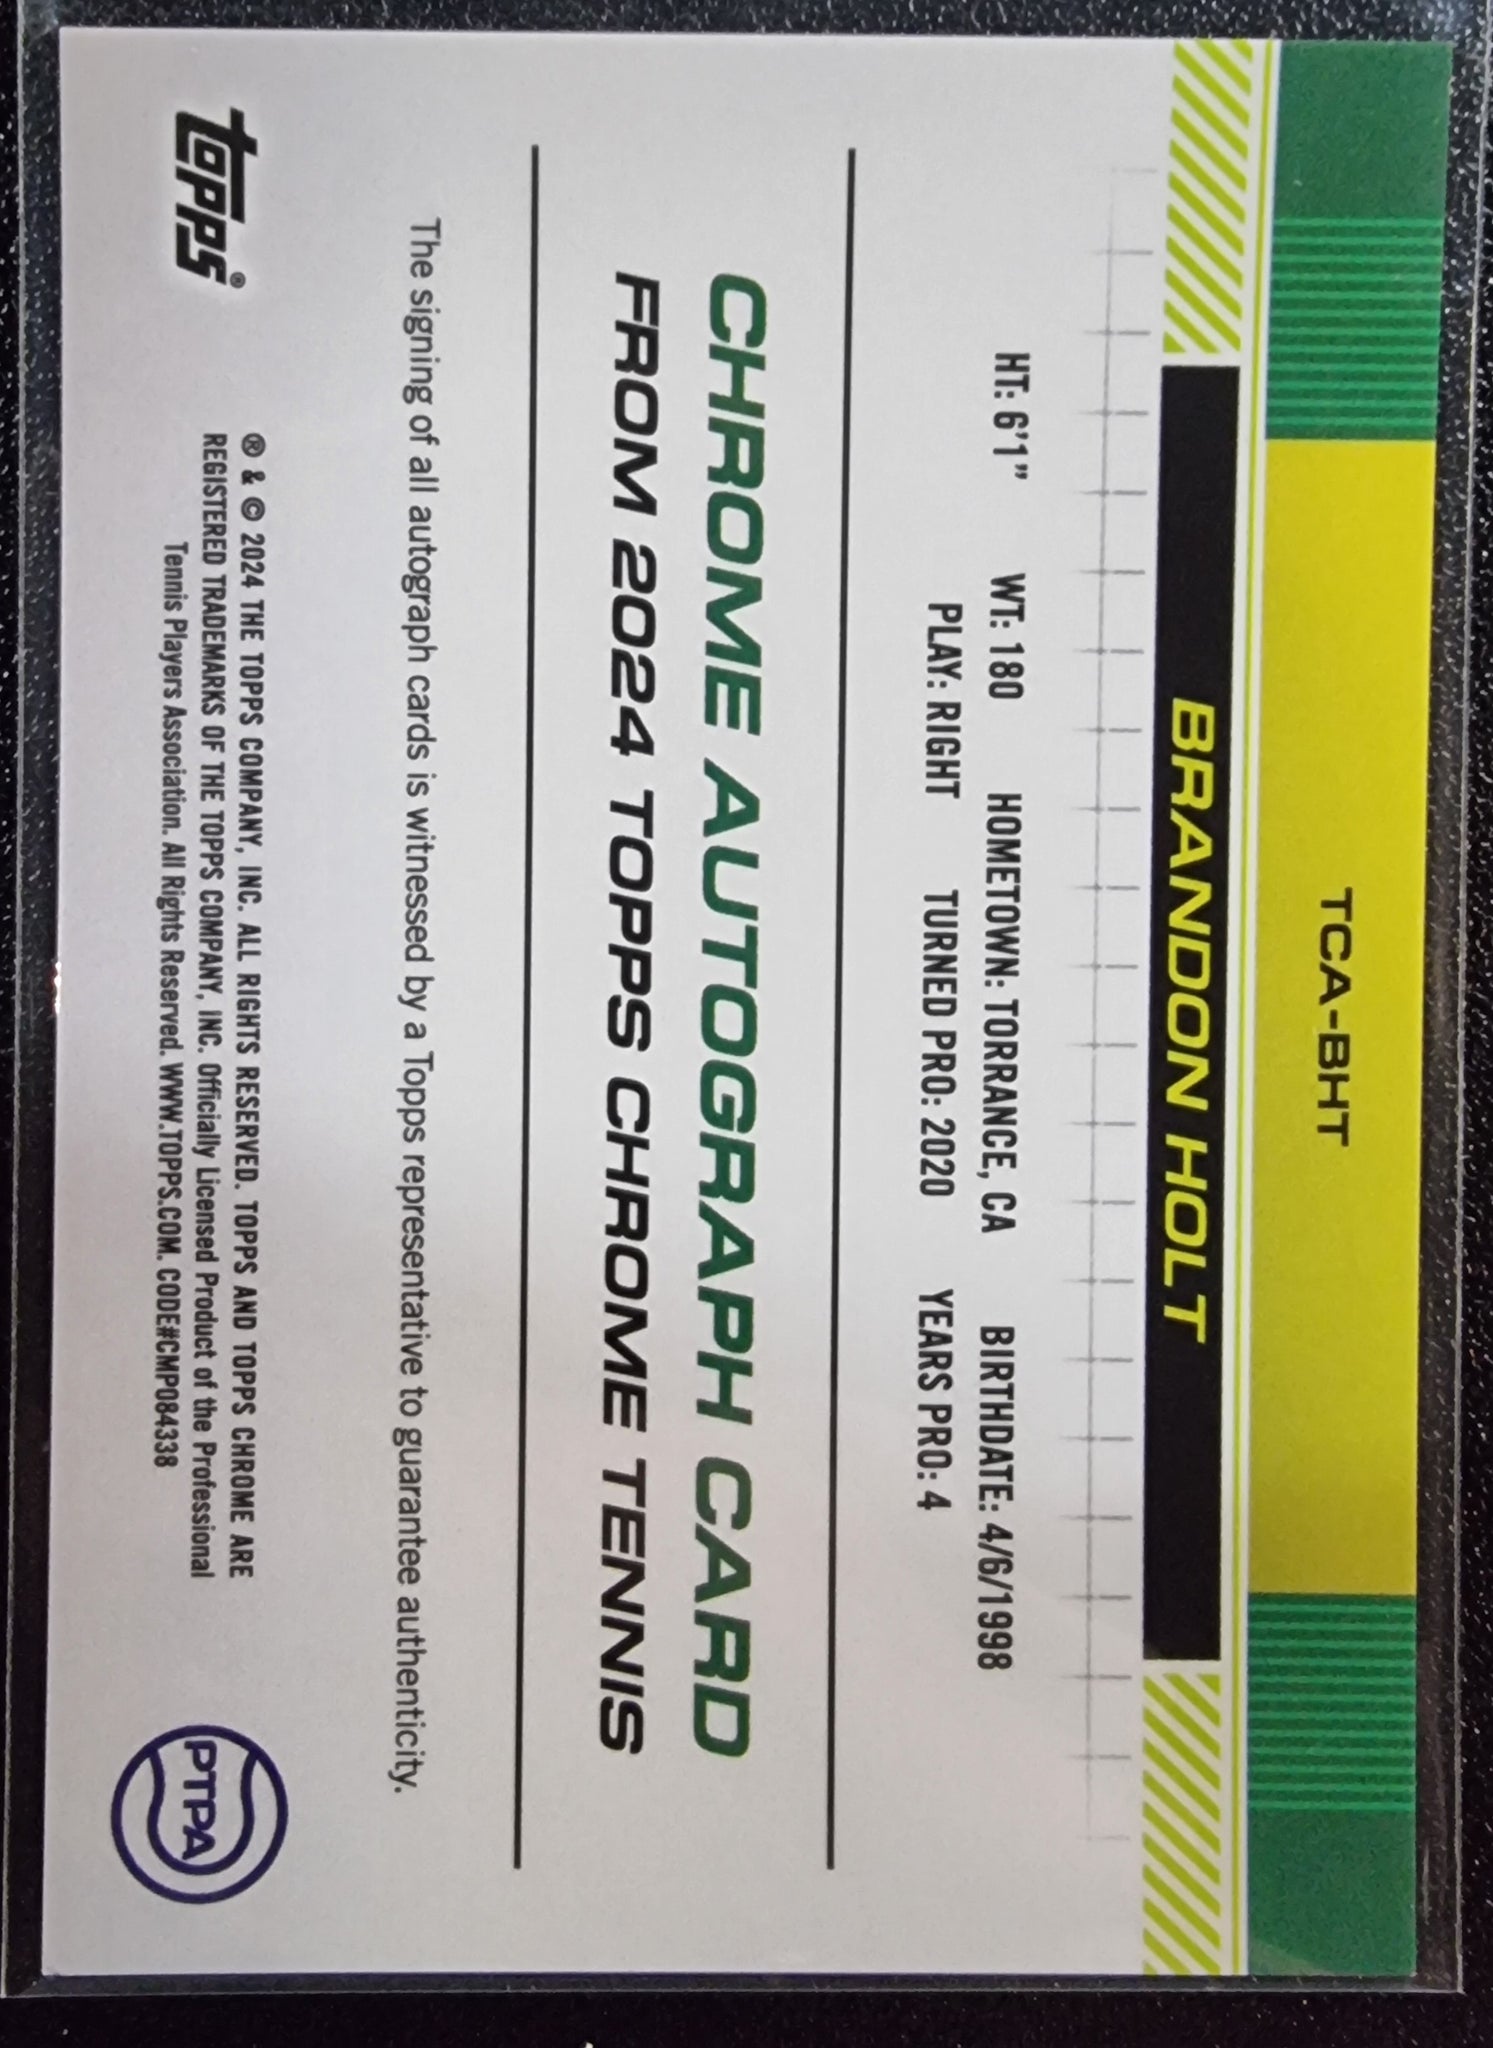 TCA-BHT
BRANDON HOLT
HT: 6'1" WT: 180 HOMETOWN: TORRANCE, CA BIRTHDATE: 4/6/1998
PLAY: RIGHT TURNED PRO: 2020 YEARS PRO: 4
CHROME AUTOGRAPH CARD
FROM 2024 TOPPS CHROME TENNIS
The signing of all autograph cards is witnessed by a Topps representative to guarantee authenticity.
topps®
® & © 2024 THE TOPPS COMPANY, INC. ALL RIGHTS RESERVED. TOPPS AND TOPPS CHROME ARE
REGISTERED TRADEMARKS OF THE TOPPS COMPANY, INC. Officially Licensed Product of the Professional
Tennis Players Association. All Rights Reserved. WWW.TOPPS.COM. CODE#CMP084338
PTPA